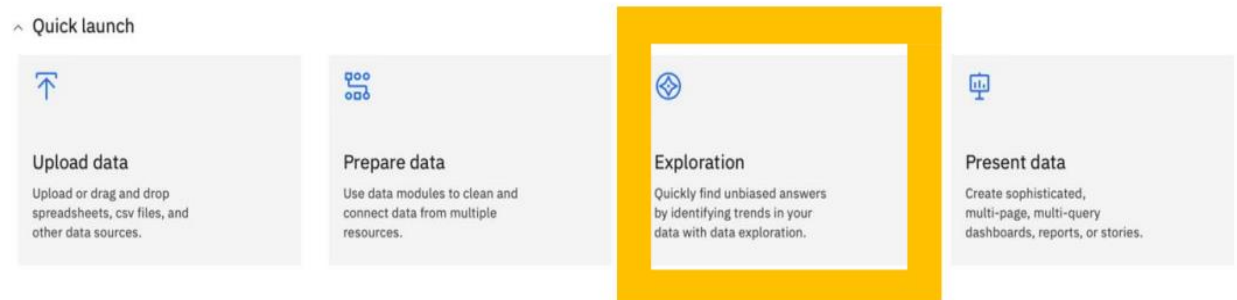 Quick launch
Upload data
Upload or drag and drop
spreadsheets, csv files, and
other data sources.
Prepare data
Use data modules to clean and
connect data from multiple
resources.
Exploration
Quickly find unbiased answers
by identifying trends in your
data with data exploration.
Present data
Create sophisticated,
multi-page, multi-query
dashboards, reports, or stories.